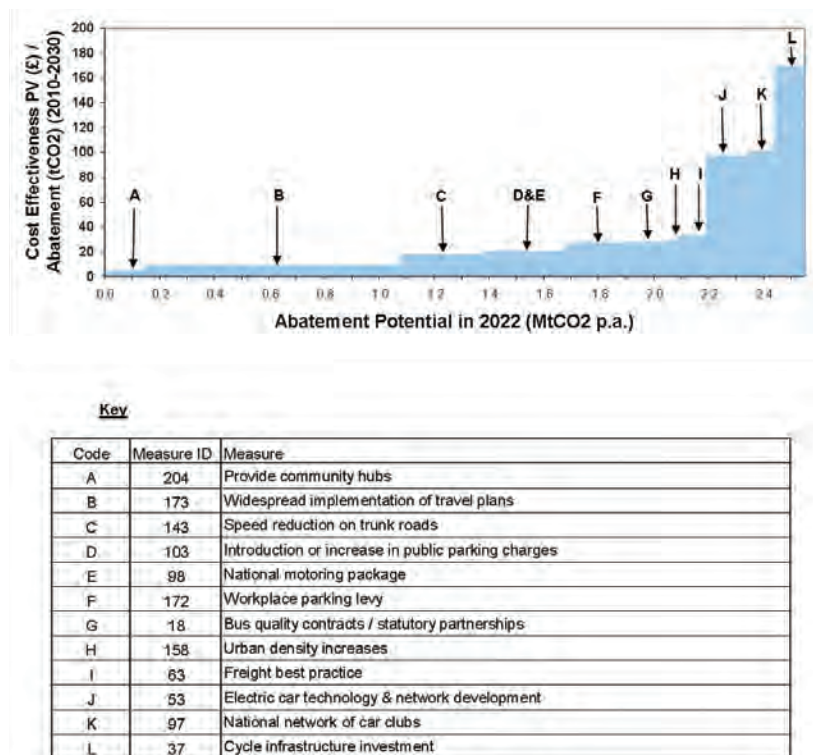 Cost Effectiveness PV (£) /
Abatement (tCO2) (2010-2030)
200
180
160
140
120
100
80
60
40
20
0
A
B
C
D&E
F
G
H
I
J
K
L
0.0 0.2 0.4 0.6 0.8 1.0 1.2 1.4 1.6 1.8 2.0 2.2 2.4
Abatement Potential in 2022 (MtCO2 p.a.)
Key
Code Measure ID Measure
A 204 Provide community hubs
B 173 Widespread implementation of travel plans
C 143 Speed reduction on trunk roads
D 103 Introduction or increase in public parking charges
E 98 National motoring package
F 172 Workplace parking levy
G 18 Bus quality contracts / statutory partnerships
H 158 Urban density increases
I 63 Freight best practice
J 53 Electric car technology & network development
K 97 National network of car clubs
L 37 Cycle infrastructure investment